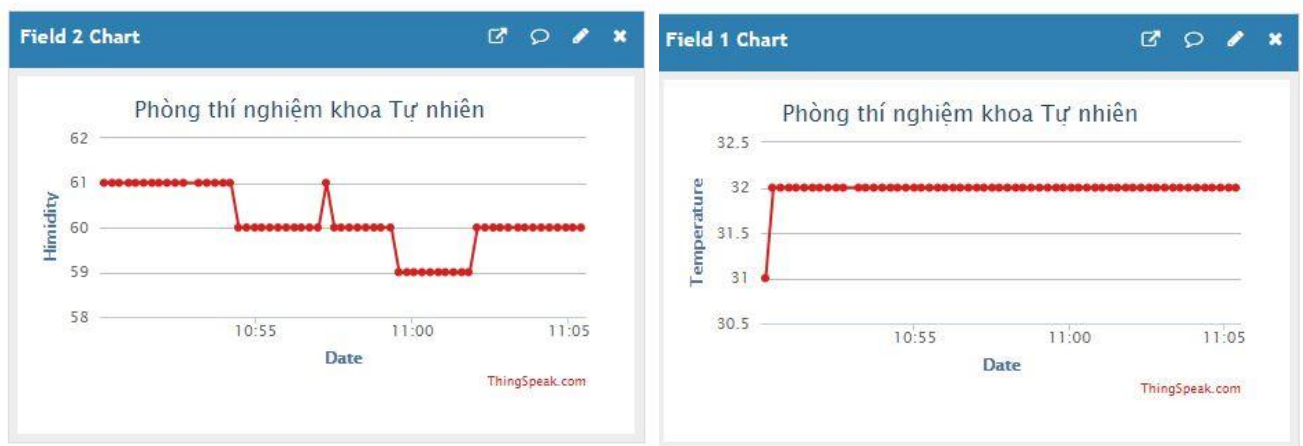 Field 2 Chart
Phòng thí nghiệm khoa Tự nhiên
62
61
60
59
58
Himidity
10:55
11:00
11:05
Date
ThingSpeak.com
Field 1 Chart
Phòng thí nghiệm khoa Tự nhiên
32.5
32
31.5
31
30.5
Temperature
10:55
11:00
11:05
Date
ThingSpeak.com